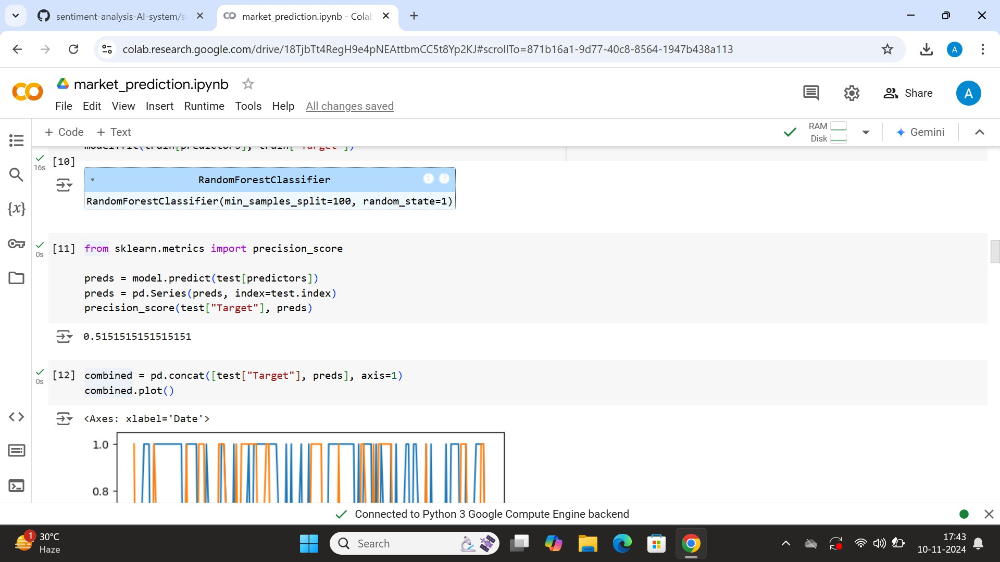 sentiment-analysis-AI-system/s
market_prediction.ipynb - Cola
colab.research.google.com/drive/18TjbTt4RegH9e4pNEAttbmCC5t8Yp2KJ#scrollTo=871b16a1-9d77-40c8-8564-1947b438a113
A
CO
market_prediction.ipynb
Share
A
File Edit View Insert Runtime Tools Help All changes saved
+ Code + Text
RAM
Disk
Gemini
model.fit(train[predictors], train["Target"])
16s
[10]
RandomForestClassifier
i ?
RandomForestClassifier(min_samples_split=100, random_state=1)
{x}
0s
[11] from sklearn.metrics import precision_score
preds = model.predict(test[predictors])
preds = pd.Series(preds, index=test.index)
precision_score(test["Target"], preds)
0.5151515151515151
0s
[12] combined = pd.concat([test["Target"], preds], axis=1)
combined.plot()
<Axes: xlabel='Date'>
1.0
0.8
Connected to Python 3 Google Compute Engine backend
1
30°C
Haze
Search
17:43
10-11-2024